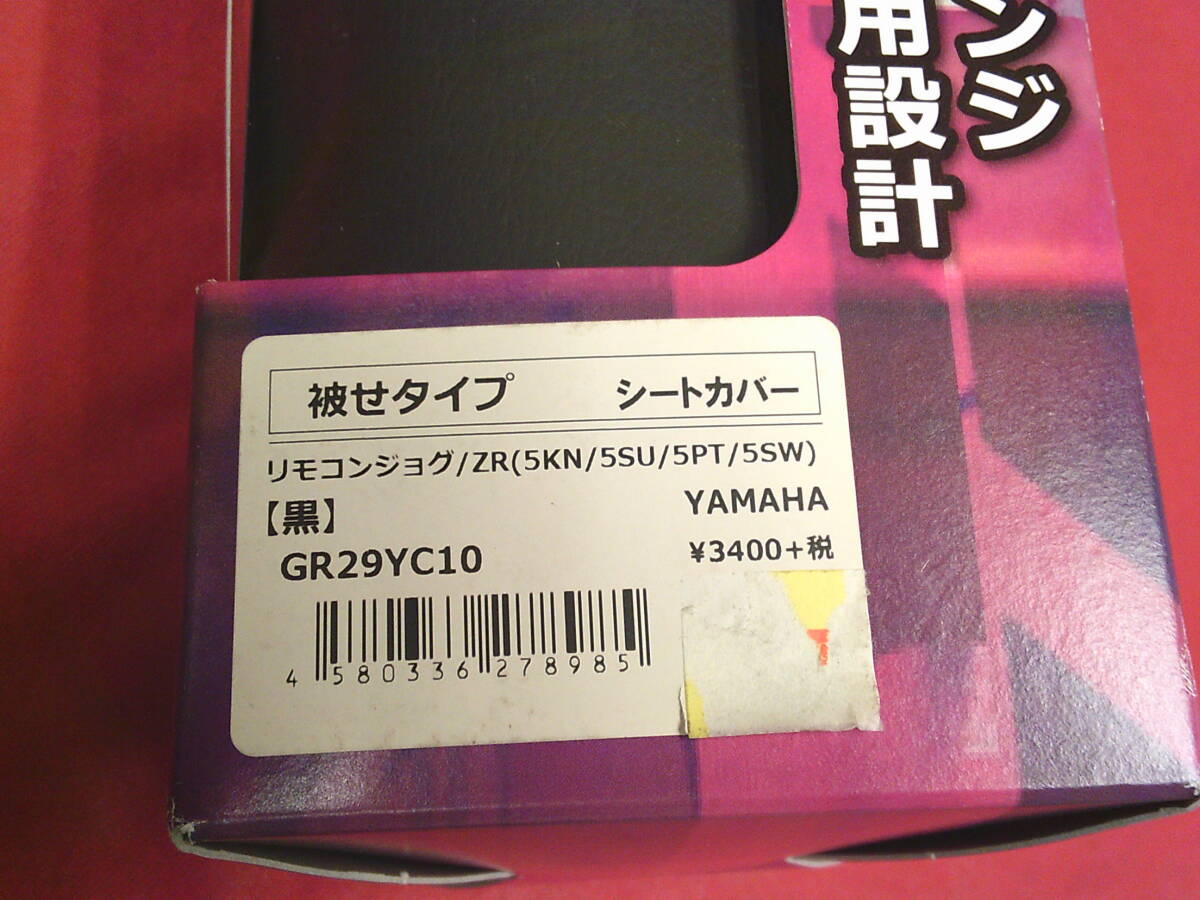 ンジ
用設計
被せタイプ シートカバー
リモコンジョグ/ZR(5KN/5SU/5PT/5SW)
【黒】 YAMAHA
GR29YC10 ¥3400+税
4 580336 278985